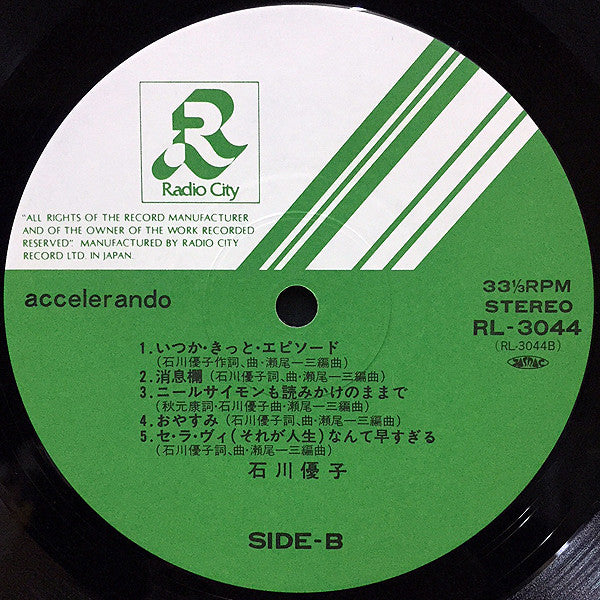 R
Radio City
"ALL RIGHTS OF THE RECORD MANUFACTURER
AND OF THE OWNER OF THE WORK RECORDED
RESERVED". MANUFACTURED BY RADIO CITY
RECORD LTD. IN JAPAN.
accelerando
33⅓RPM
STEREO
RL-3044
(RL-3044B)
JASRAC
1.いつか・きっと・エピソード
(石川優子作詞、曲・瀬尾一三編曲)
2.消息欄(石川優子詞、曲・瀬尾一三編曲)
3.ニールサイモンも読みかけのままで
(秋元康詞・石川優子曲・瀬尾一三編曲)
4.おやすみ(石川優子詞、曲・瀬尾一三編曲)
5.セ・ラ・ヴィ(それが人生)なんて早すぎる
(石川優子詞、曲・瀬尾一三編曲)
石川優子
SIDE-B